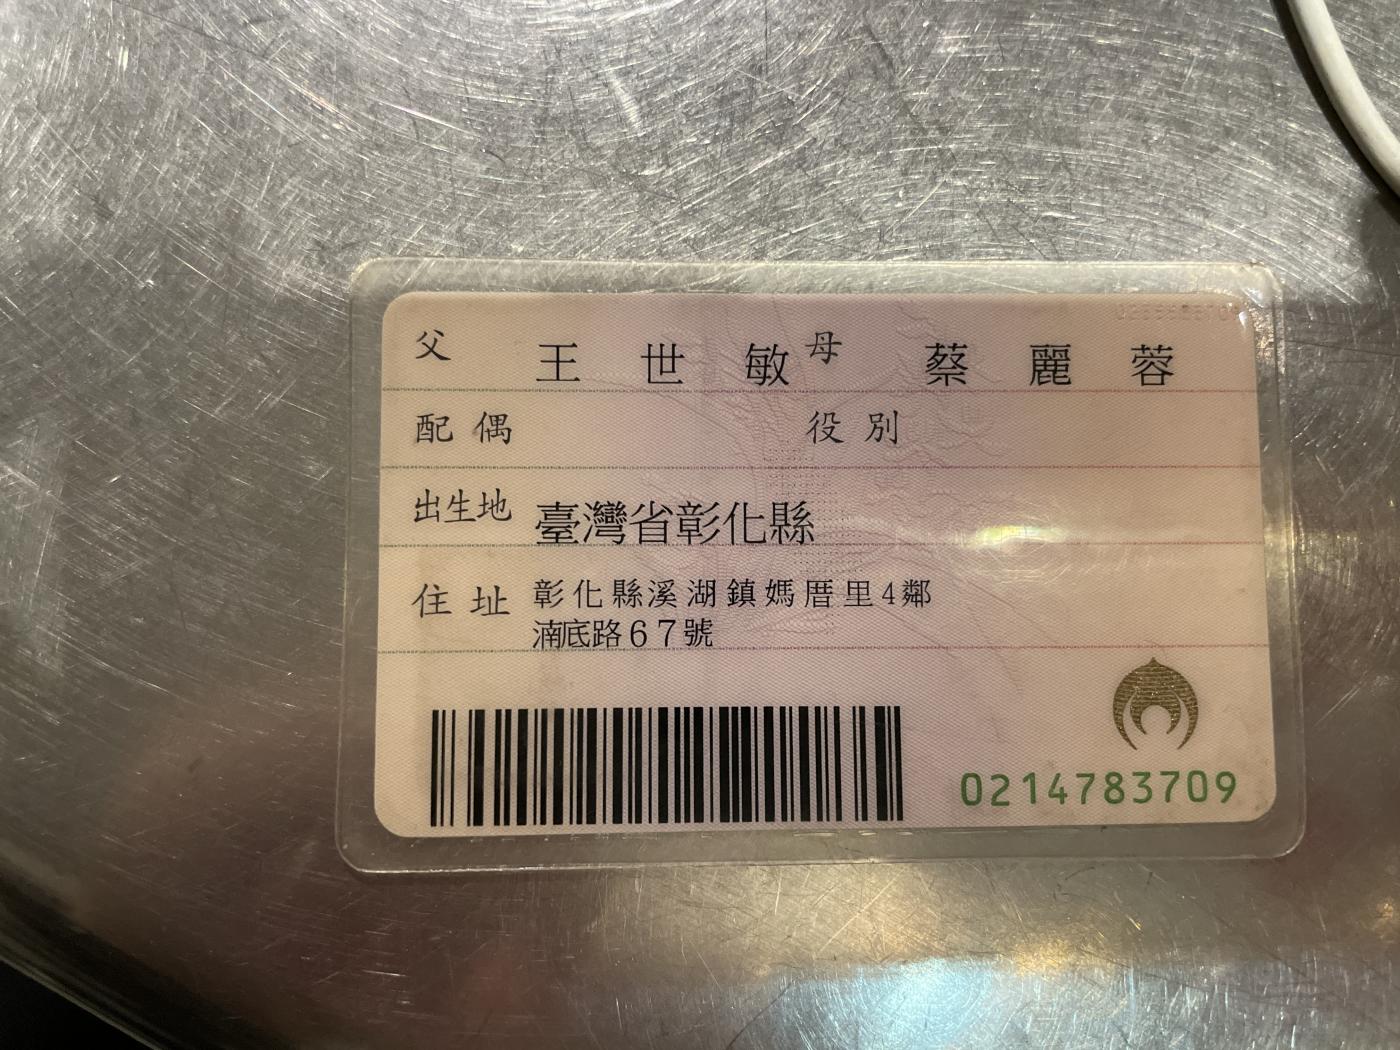 父 王世敏 母 蔡麗蓉
配偶 役別
出生地 臺灣省彰化縣
住址 彰化縣溪湖鎮媽厝里4鄰
湳底路67號
0214783709